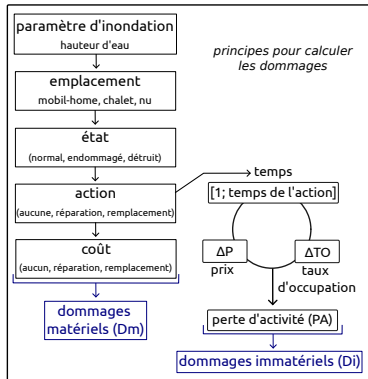 paramètre d'inondation
hauteur d'eau
principes pour calculer
les dommages
emplacement
mobil-home, chalet, nu
état
(normal, endommagé, détruit)
temps
action
(aucune, réparation, remplacement)
[1; temps de l'action]
coût
(aucun, réparation, remplacement)
ΔP
prix
ΔTO
taux
d'occupation
dommages
matériels (Dm)
perte d'activité (PA)
dommages immatériels (Di)